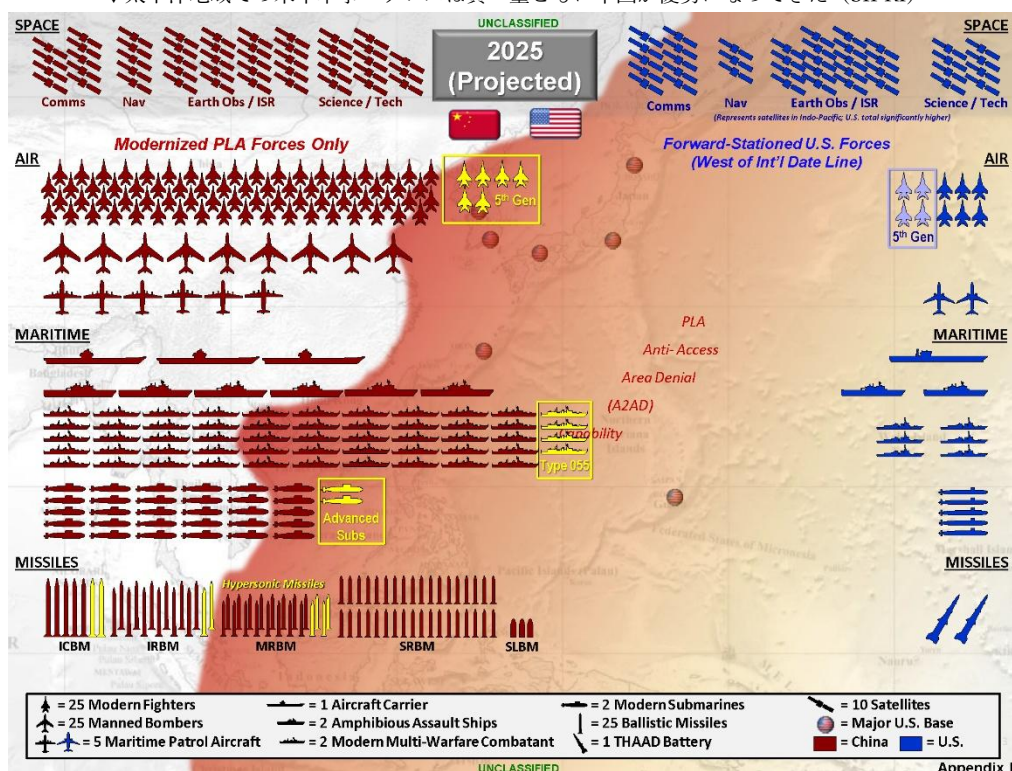 UNCLASSIFIED
2025
(Projected)
SPACE
SPACE
Comms
Nav
Earth Obs / ISR
Science / Tech
Comms
Nav
Earth Obs / ISR
Science / Tech
(Represents satellites in Indo-Pacific; U.S. total significantly higher)
Modernized PLA Forces Only
Forward-Stationed U.S. Forces
(West of Int'l Date Line)
AIR
AIR
5th Gen
5th Gen
MARITIME
MARITIME
PLA
Anti- Access
Area Denial
(A2AD)
Type 055
Advanced
Subs
MISSILES
MISSILES
Hypersonic Missiles
ICBM
IRBM
MRBM
SRBM
SLBM
= 25 Modern Fighters
= 1 Aircraft Carrier
= 2 Modern Submarines
= 10 Satellites
= 25 Manned Bombers
= 2 Amphibious Assault Ships
= 25 Ballistic Missiles
= Major U.S. Base
= 5 Maritime Patrol Aircraft
= 2 Modern Multi-Warfare Combatant
= 1 THAAD Battery
= China
= U.S.
UNCLASSIFIED
Appendix